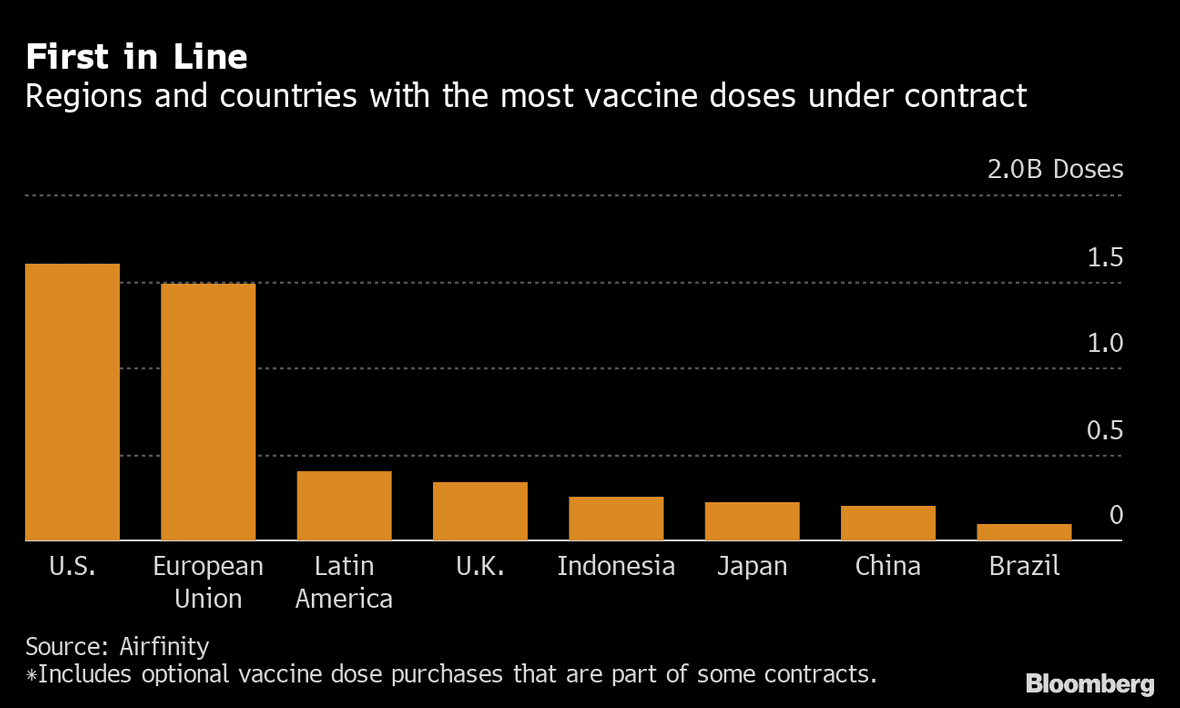 First in Line
Regions and countries with the most vaccine doses under contract
2.0B Doses
1.5
1.0
0.5
0
U.S.
European
Union
Latin
America
U.K.
Indonesia
Japan
China
Brazil
Source: Airfinity
*Includes optional vaccine dose purchases that are part of some contracts.
Bloomberg